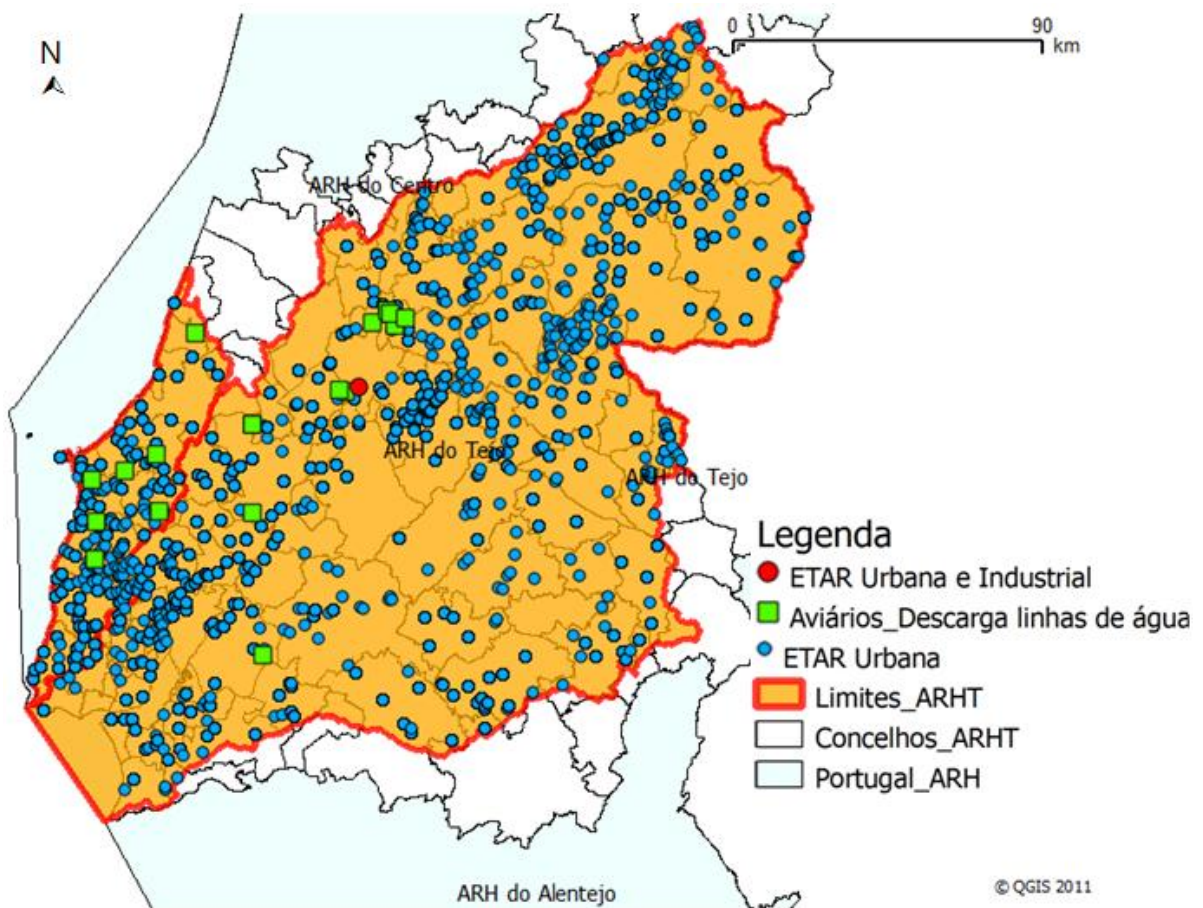 N
0 90
km
ARH do Centro
ARH do Tejo
ARH do Tejo
Legenda
ETAR Urbana e Industrial
Aviários_Descarga linhas de água
ETAR Urbana
Limites_ARHT
Concelhos_ARHT
Portugal_ARH
ARH do Alentejo
© QGIS 2011